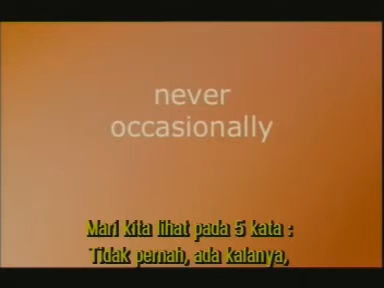 never
occasionally
Mari kita lihat pada 5 kata :
Tidak pernah, ada kalanya,